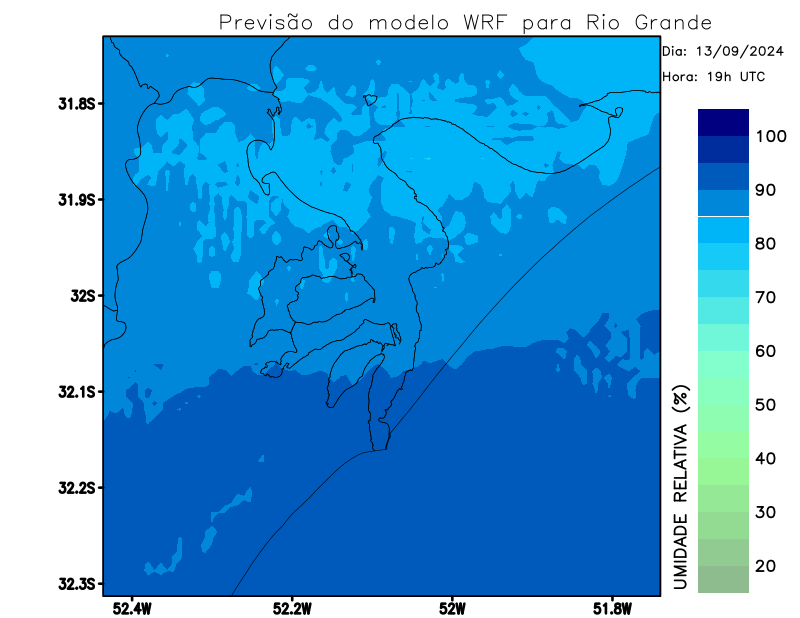 Previsão do modelo WRF para Rio Grande
Dia: 13/09/2024
Hora: 19h UTC
31.8S
31.9S
32S
32.1S
32.2S
32.3S
52.4W
52.2W
52W
51.8W
100
90
80
70
60
50
40
30
20
UMIDADE RELATIVA (%)